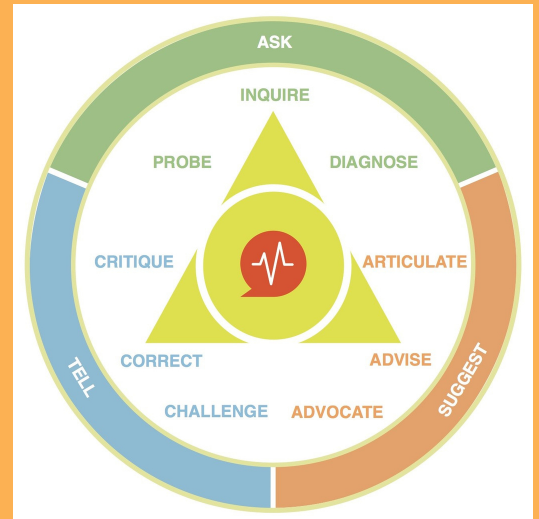 ASK
INQUIRE
PROBE
DIAGNOSE
CRITIQUE
ARTICULATE
CORRECT
ADVISE
TELL
SUGGEST
CHALLENGE
ADVOCATE